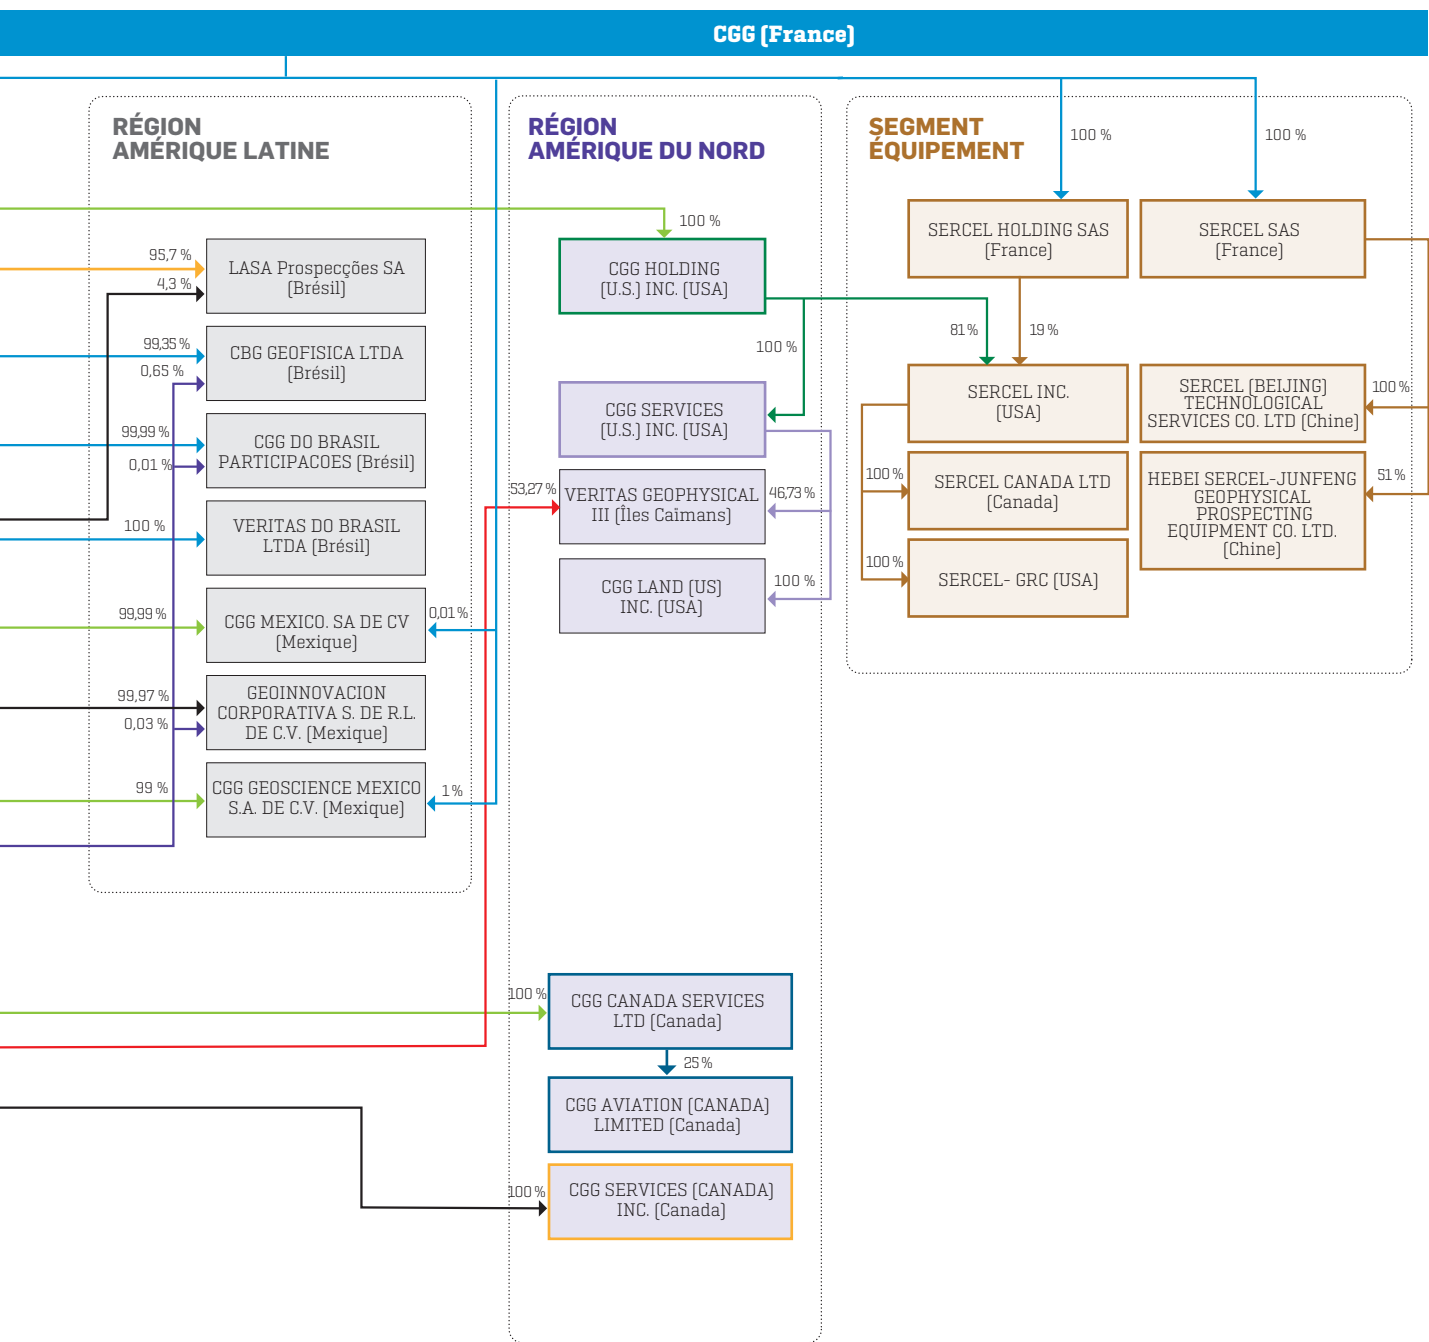 CGG (France)
RÉGION
AMÉRIQUE LATINE
95,7 %
4,3 %
LASA Prospecções SA
(Brésil)
99,35 %
0,65 %
CBG GEOFISICA LTDA
(Brésil)
99,99 %
0,01 %
CGG DO BRASIL
PARTICIPACOES (Brésil)
100 %
VERITAS DO BRASIL
LTDA (Brésil)
99,99 %
CGG MEXICO. SA DE CV
(Mexique)
0,01 %
99,97 %
0,03 %
GEOINNOVACION
CORPORATIVA S. DE R.L.
DE C.V. (Mexique)
99 %
CGG GEOSCIENCE MEXICO
S.A. DE C.V. (Mexique)
1 %
RÉGION
AMÉRIQUE DU NORD
100 %
CGG HOLDING
(U.S.) INC. (USA)
100 %
CGG SERVICES
(U.S.) INC. (USA)
53,27 %
VERITAS GEOPHYSICAL
III (Îles Caïmans)
46,73 %
CGG LAND (US)
INC. (USA)
100 %
100 %
CGG CANADA SERVICES
LTD (Canada)
25 %
CGG AVIATION (CANADA)
LIMITED (Canada)
100 %
CGG SERVICES (CANADA)
INC. (Canada)
SEGMENT
ÉQUIPEMENT
100 %
100 %
SERCEL HOLDING SAS
(France)
SERCEL SAS
(France)
81 %
19 %
SERCEL INC.
(USA)
SERCEL (BEIJING)
TECHNOLOGICAL
SERVICES CO. LTD (Chine)
100 %
100 %
SERCEL CANADA LTD
(Canada)
HEBEI SERCEL-JUNFENG
GEOPHYSICAL
PROSPECTING
EQUIPMENT CO. LTD.
(Chine)
51 %
100 %
SERCEL- GRC (USA)